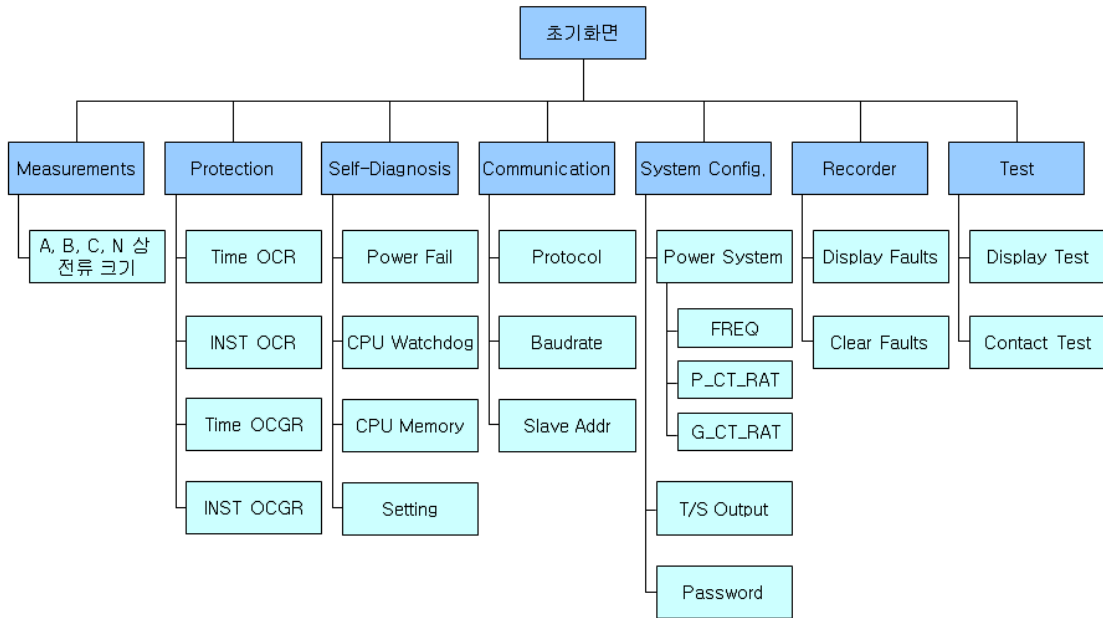 초기화면
Measurements
Protection
Self-Diagnosis
Communication
System Config.
Recorder
Test
A, B, C, N 상
전류 크기
Time OCR
Power Fail
Protocol
Power System
Display Faults
Display Test
INST OCR
CPU Watchdog
Baudrate
FREQ
Clear Faults
Contact Test
P_CT_RAT
Time OCGR
CPU Memory
Slave Addr
G_CT_RAT
INST OCGR
Setting
T/S Output
Password